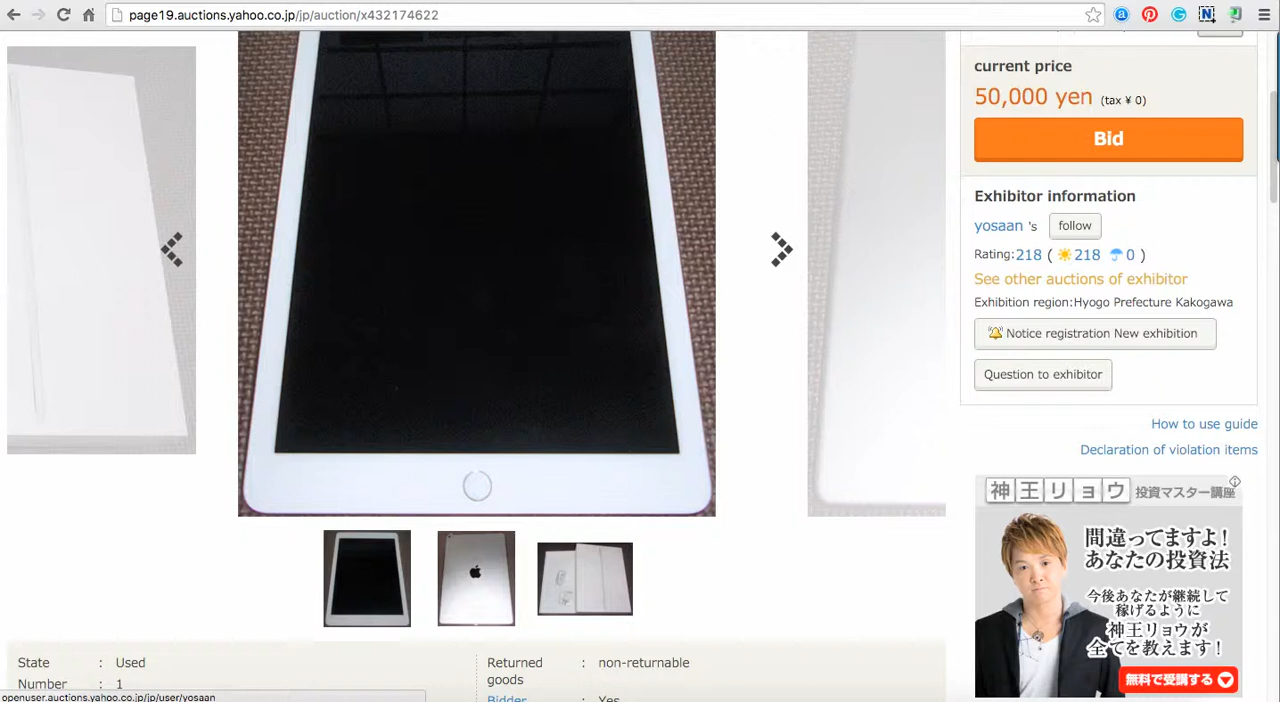 page19.auctions.yahoo.co.jp/jp/auction/x432174622
current price
50,000 yen (tax ¥ 0)
Bid
Exhibitor information
yosaan 's follow
Rating:218 ( 218 0 )
See other auctions of exhibitor
Exhibition region:Hyogo Prefecture Kakogawa
Notice registration New exhibition
Question to exhibitor
How to use guide
Declaration of violation items
神王リョウ 投資マスター講座
間違ってますよ!
あなたの投資法
今後あなたが継続して
稼げるように
神王リョウが
全てを教えます!
無料で受講する
State : Used
Number : 1
Returned goods : non-returnable
Bidder Yes
openuser.auctions.yahoo.co.jp/jp/user/yosaan